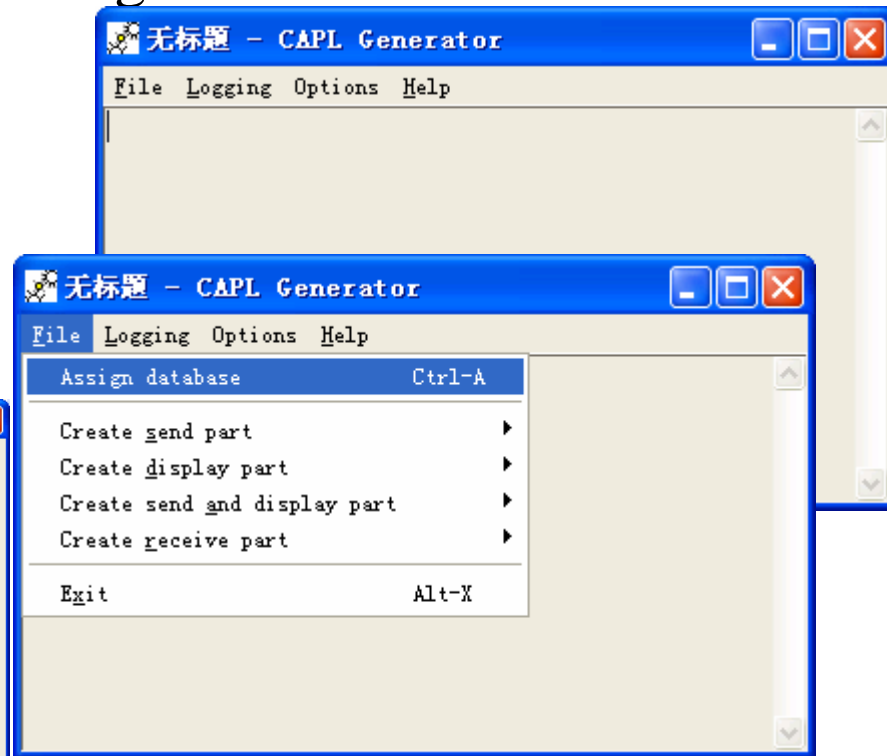 g
无标题 - CAPL Generator
File Logging Options Help
无标题 - CAPL Generator
File Logging Options Help
Assign database Ctrl-A
Create send part
Create display part
Create send and display part
Create receive part
Exit Alt-X